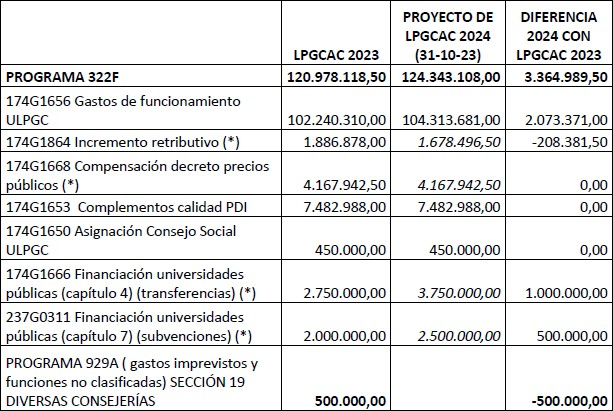 LPGCAC 2023 PROYECTO DE LPGCAC 2024 (31-10-23) DIFERENCIA 2024 CON LPGCAC 2023
PROGRAMA 322F 120.978.118,50 124.343.108,00 3.364.989,50
174G1656 Gastos de funcionamiento
ULPGC 102.240.310,00 104.313.681,00 2.073.371,00
174G1864 Incremento retributivo (*) 1.886.878,00 1.678.496,50 -208.381,50
174G1668 Compensación decreto precios
públicos (*) 4.167.942,50 4.167.942,50 0,00
174G1653 Complementos calidad PDI 7.482.988,00 7.482.988,00 0,00
174G1650 Asignación Consejo Social
ULPGC 450.000,00 450.000,00 0,00
174G1666 Financiación universidades
públicas (capítulo 4) (transferencias) (*) 2.750.000,00 3.750.000,00 1.000.000,00
237G0311 Financiación universidades
públicas (capítulo 7) (subvenciones) (*) 2.000.000,00 2.500.000,00 500.000,00
PROGRAMA 929A ( gastos imprevistos y
funciones no clasificadas) SECCIÓN 19
DIVERSAS CONSEJERÍAS 500.000,00 -500.000,00